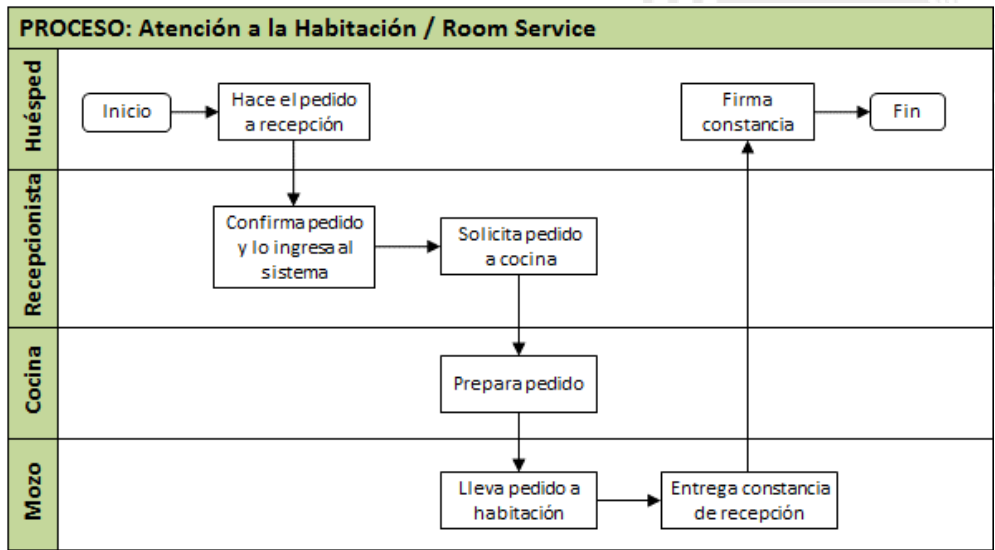 PROCESO: Atención a la Habitación / Room Service
Huésped
Inicio
Hace el pedido
a recepción
Firma
constancia
Fin
Recepcionista
Confirma pedido
y lo ingresa al
sistema
Solicita pedido
a cocina
Cocina
Prepara pedido
Mozo
Lleva pedido a
habitación
Entrega constancia
de recepción